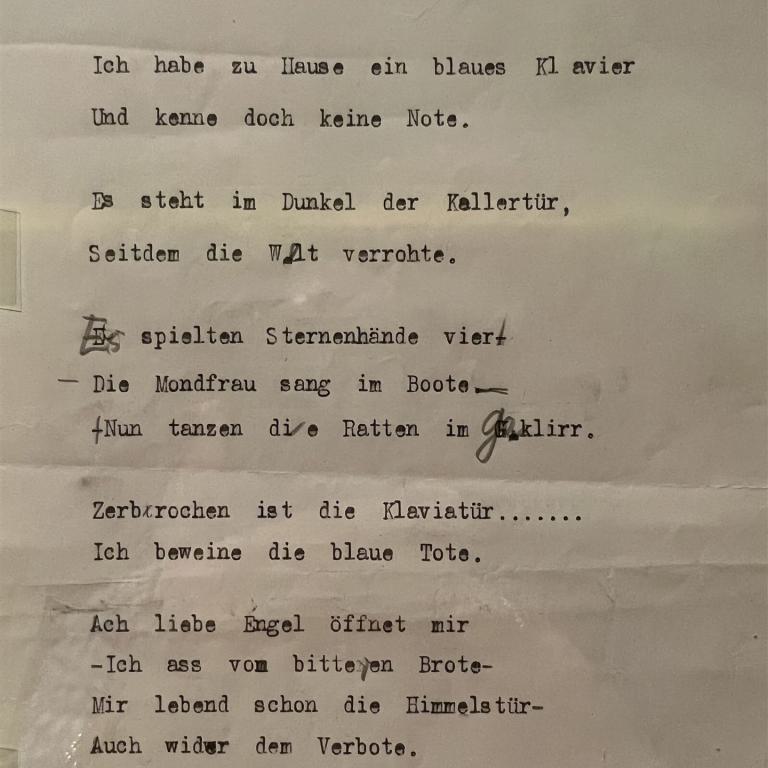 Ich habe zu Hause ein blaues Kl avier
Und kenne doch keine Note.
Es steht im Dunkel der Kellertür,
Seitdem die Welt verrohte.
Es spielten Sternenhände vier
— Die Mondfrau sang im Boote —
Nun tanzen die Ratten im Geklirr.
Zerbrochen ist die Klaviatür.......
Ich beweine die blaue Tote.
Ach liebe Engel öffnet mir
-Ich ass vom bitteren Brote-
Mir lebend schon die Himmelstür-
Auch wider dem Verbote.